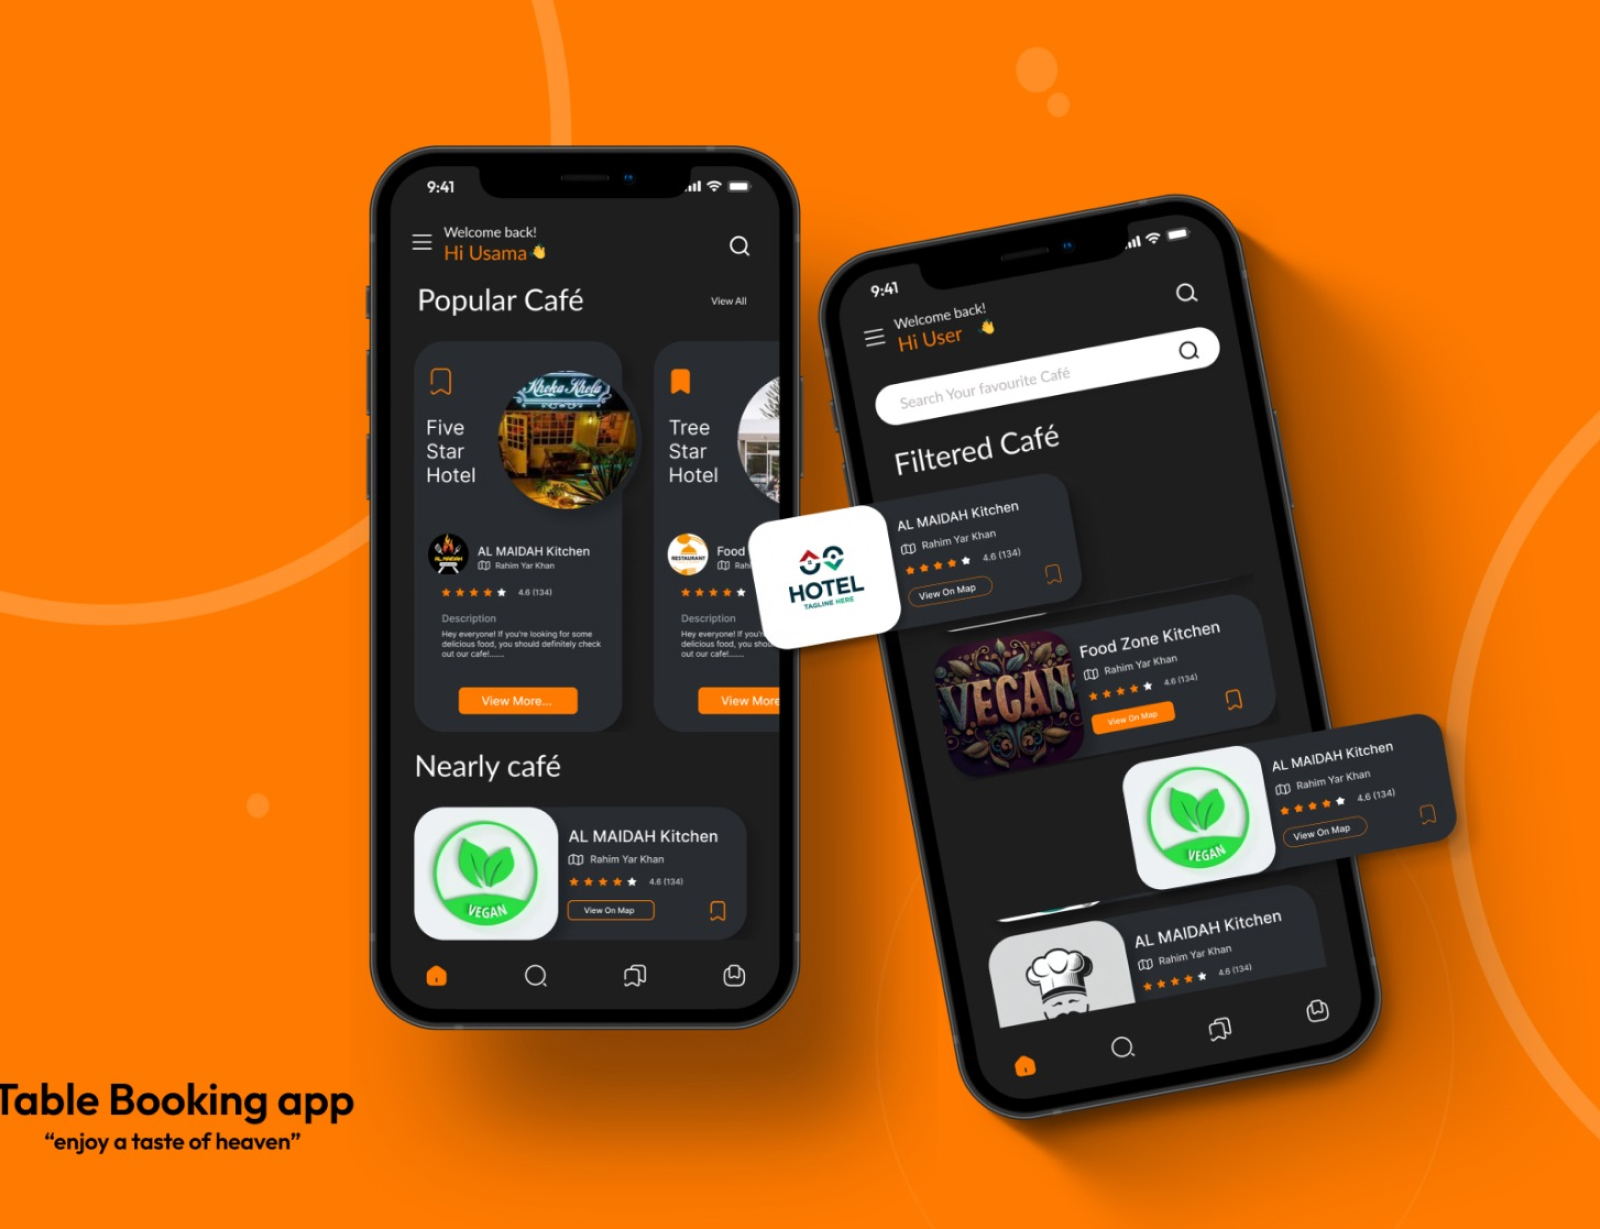 9:41
Welcome back!
Hi Usama
Popular Café
View All
Khoka Khola
Five
Star
Hotel
AL MAIDAH
AL MAIDAH Kitchen
Rahim Yar Khan
4.6 (134)
Description
Hey everyone! If you're looking for some
delicious food, you should definitely check
out our cafe!.......
View More...
Tree
Star
Hotel
RESTAURANT
Food
Rah
Description
Hey everyone! If you'r
delicious food, you shou
out our cafe!.......
View More
Nearly café
VEGAN
AL MAIDAH Kitchen
Rahim Yar Khan
4.6 (134)
View On Map
9:41
Welcome back!
Hi User
Search Your favourite Café
Filtered Café
HOTEL
TAGLINE HERE
AL MAIDAH Kitchen
Rahim Yar Khan
4.6 (134)
View On Map
VEGAN
Food Zone Kitchen
Rahim Yar Khan
4.6 (134)
View On Map
VEGAN
AL MAIDAH Kitchen
Rahim Yar Khan
4.6 (134)
View On Map
AL MAIDAH Kitchen
Rahim Yar Khan
4.6 (134)
Table Booking app
“enjoy a taste of heaven”